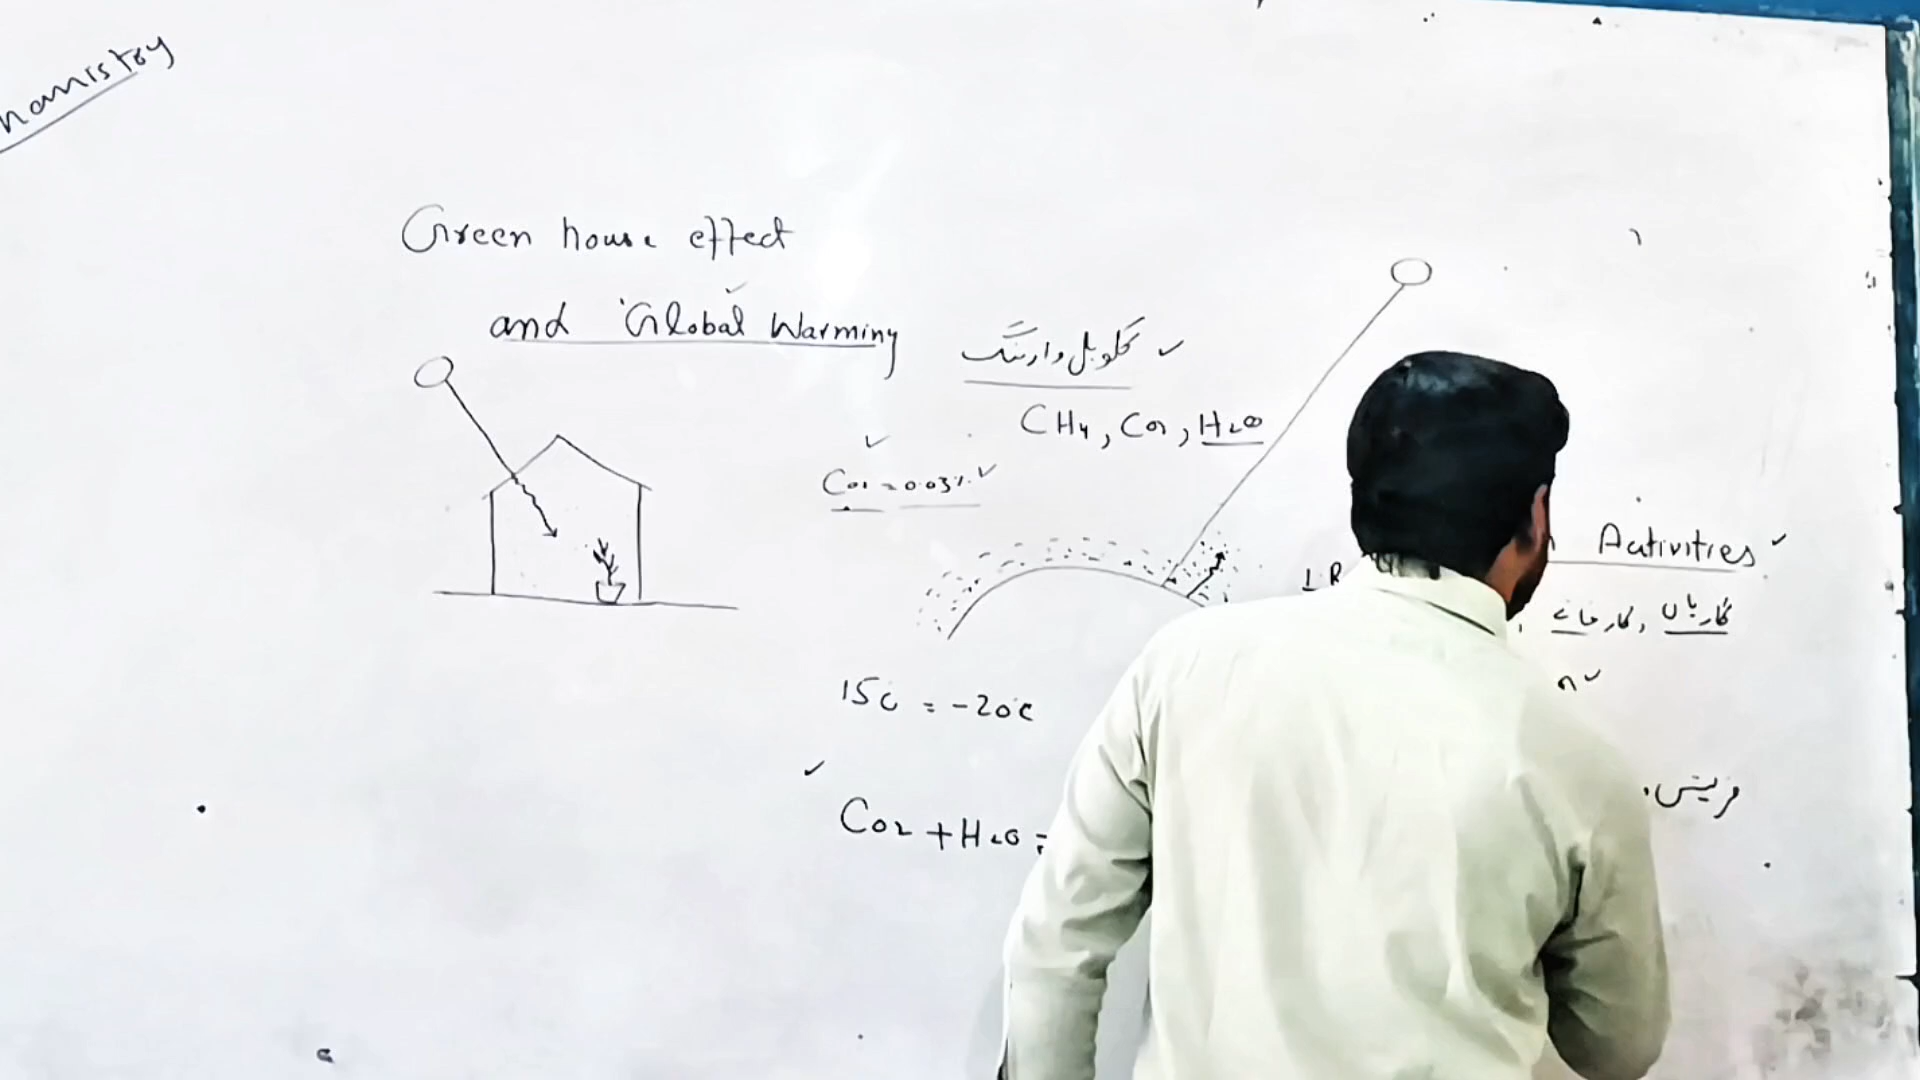 Green house effect
and Global Warming
گلوبل وارمنگ
CH4, CO2, H2O
CO2 = 0.03%
Activities
I R
گاڑیاں, کارخانے
15C = -20°C
CO2 + H2O =